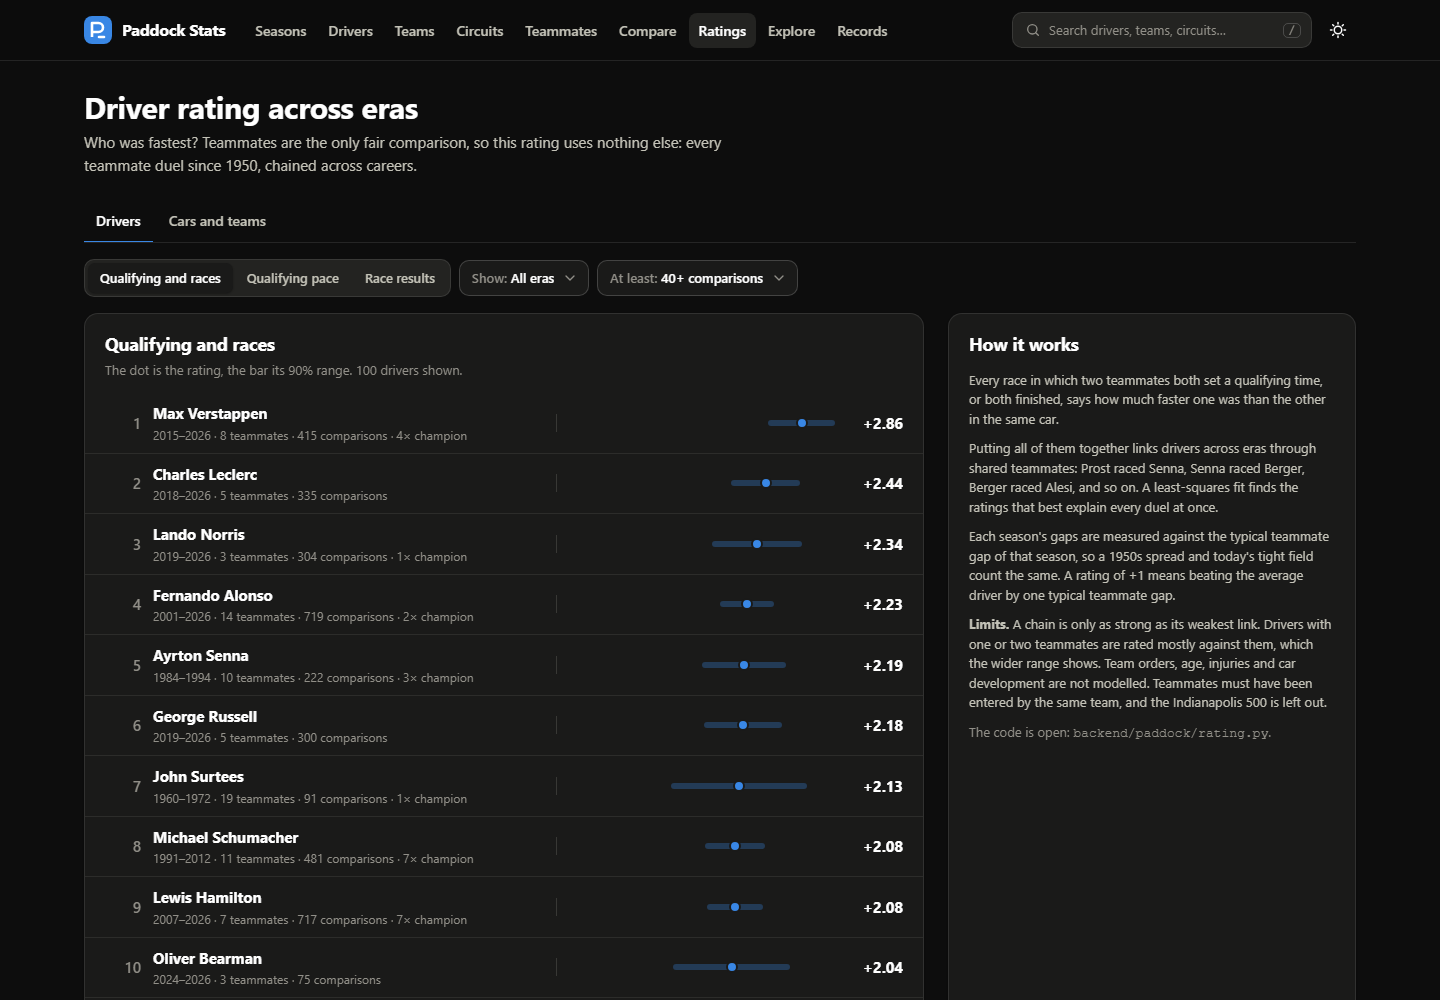 Paddock Stats
Seasons
Drivers
Teams
Circuits
Teammates
Compare
Ratings
Explore
Records
Search drivers, teams, circuits...
/
Driver rating across eras
Who was fastest? Teammates are the only fair comparison, so this rating uses nothing else: every
teammate duel since 1950, chained across careers.
Drivers
Cars and teams
Qualifying and races
Qualifying pace
Race results
Show: All eras
At least: 40+ comparisons
Qualifying and races
The dot is the rating, the bar its 90% range. 100 drivers shown.
1
Max Verstappen
2015–2026 · 8 teammates · 415 comparisons · 4× champion
+2.86
2
Charles Leclerc
2018–2026 · 5 teammates · 335 comparisons
+2.44
3
Lando Norris
2019–2026 · 3 teammates · 304 comparisons · 1× champion
+2.34
4
Fernando Alonso
2001–2026 · 14 teammates · 719 comparisons · 2× champion
+2.23
5
Ayrton Senna
1984–1994 · 10 teammates · 222 comparisons · 3× champion
+2.19
6
George Russell
2019–2026 · 5 teammates · 300 comparisons
+2.18
7
John Surtees
1960–1972 · 19 teammates · 91 comparisons · 1× champion
+2.13
8
Michael Schumacher
1991–2012 · 11 teammates · 481 comparisons · 7× champion
+2.08
9
Lewis Hamilton
2007–2026 · 7 teammates · 717 comparisons · 7× champion
+2.08
10
Oliver Bearman
2024–2026 · 3 teammates · 75 comparisons
+2.04
How it works
Every race in which two teammates both set a qualifying time,
or both finished, says how much faster one was than the other
in the same car.
Putting all of them together links drivers across eras through
shared teammates: Prost raced Senna, Senna raced Berger,
Berger raced Alesi, and so on. A least-squares fit finds the
ratings that best explain every duel at once.
Each season's gaps are measured against the typical teammate
gap of that season, so a 1950s spread and today's tight field
count the same. A rating of +1 means beating the average
driver by one typical teammate gap.
Limits. A chain is only as strong as its weakest link. Drivers with
one or two teammates are rated mostly against them, which
the wider range shows. Team orders, age, injuries and car
development are not modelled. Teammates must have been
entered by the same team, and the Indianapolis 500 is left out.
The code is open: backend/paddock/rating.py.